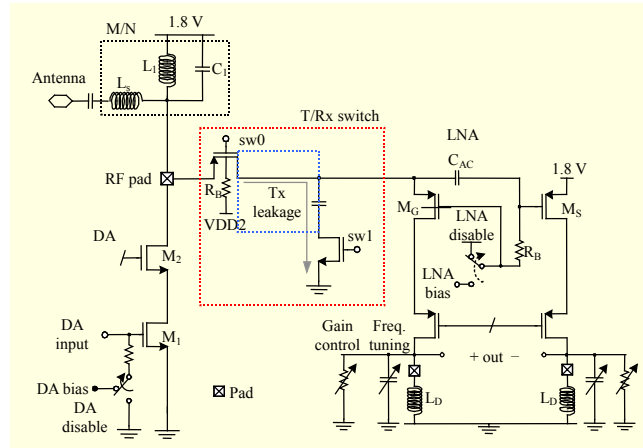 M/N
1.8 V
Antenna
Ls
L1
C1
T/Rx switch
sw0
LNA
CAC
1.8 V
RF pad
RB
Tx
leakage
VDD2
MG
LNA
disable
MS
DA
M2
sw1
RB
LNA
bias
DA
input
M1
Gain
control
Freq.
tuning
+ out −
DA bias
DA
disable
Pad
LD
LD